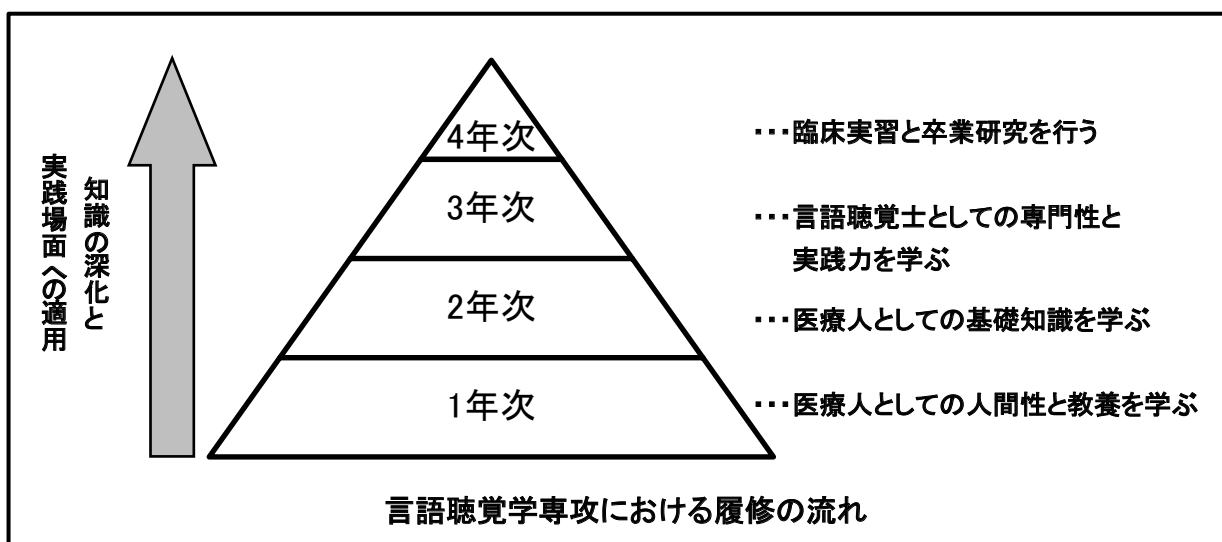 知識の深化と
実践場面への適用
4年次
・・・臨床実習と卒業研究を行う
3年次
・・・言語聴覚士としての専門性と
実践力を学ぶ
2年次
・・・医療人としての基礎知識を学ぶ
1年次
・・・医療人としての人間性と教養を学ぶ
言語聴覚学専攻における履修の流れ